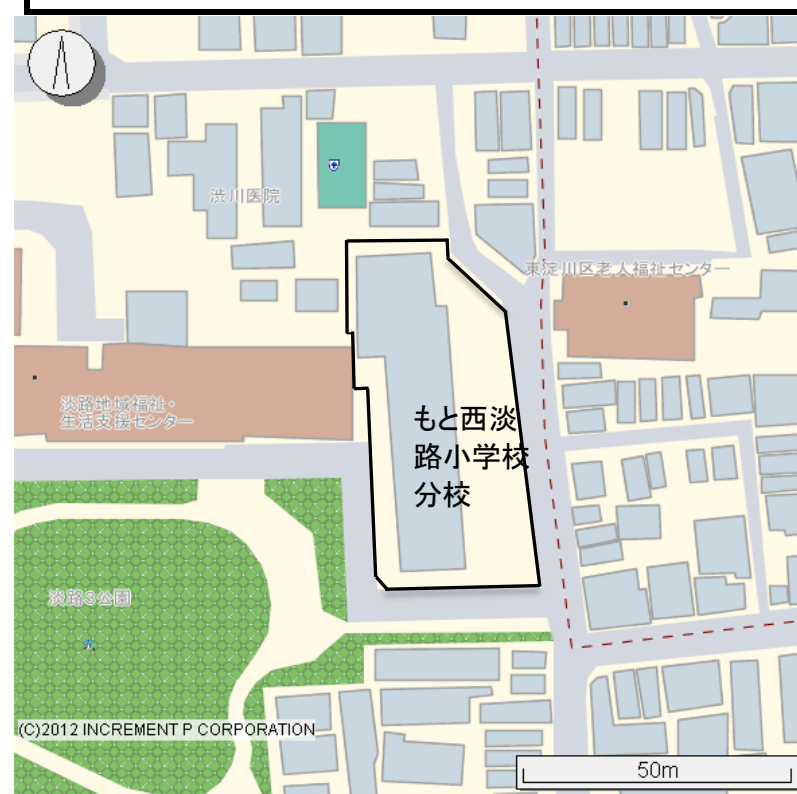 渋川医院
東淀川区老人福祉センター
淡路地域福祉・
生活支援センター
もと西淡
路小学校
分校
淡路3公園
(C)2012 INCREMENT P CORPORATION
50m